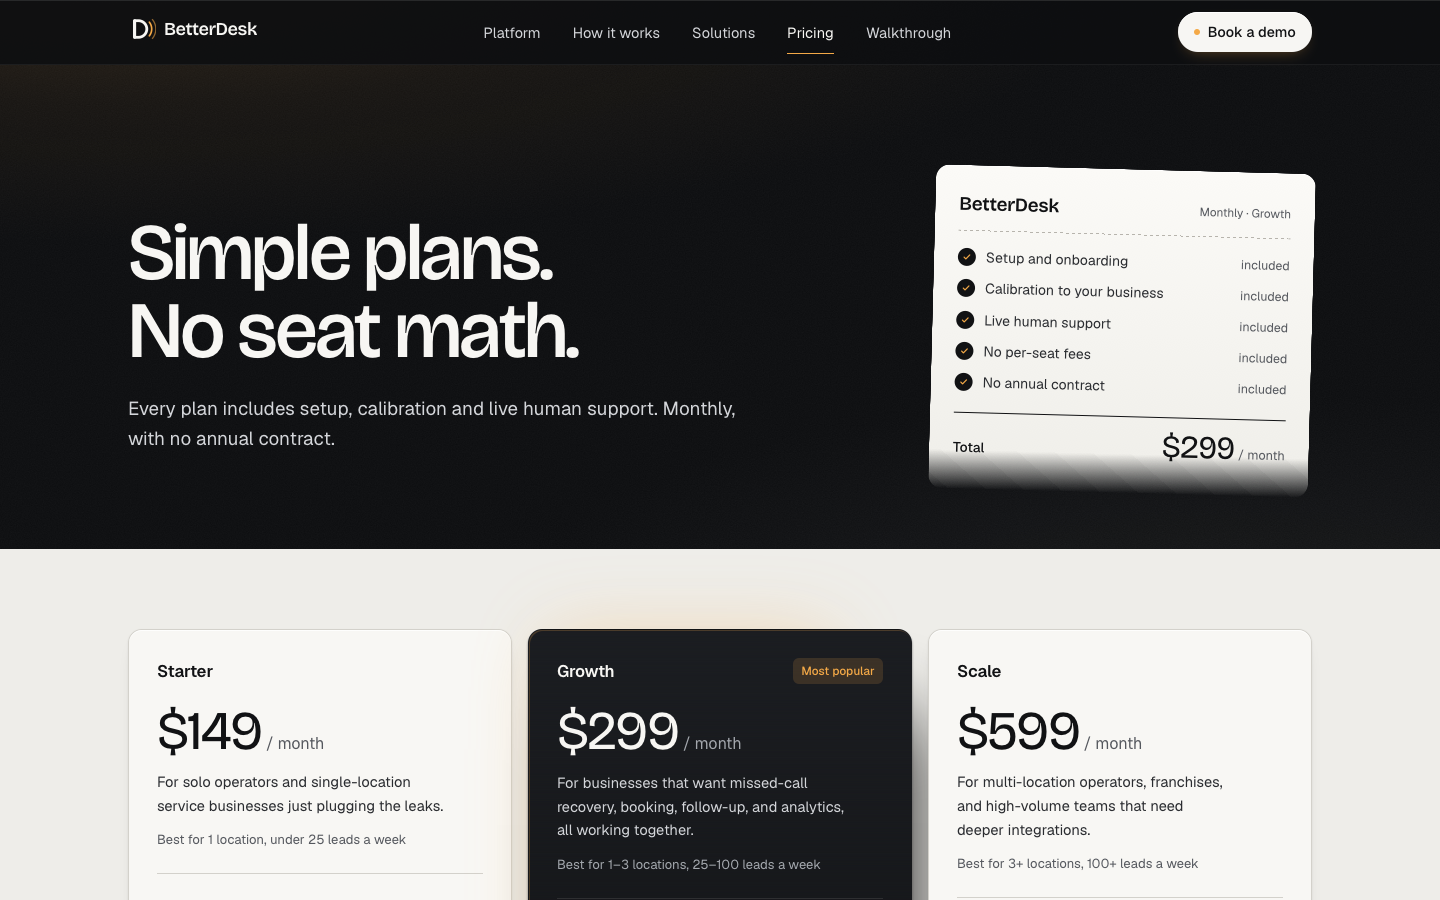 BetterDesk
Platform
How it works
Solutions
Pricing
Walkthrough
Book a demo
Simple plans.
No seat math.
Every plan includes setup, calibration and live human support. Monthly,
with no annual contract.
BetterDesk
Monthly · Growth
Setup and onboarding included
Calibration to your business included
Live human support included
No per-seat fees included
No annual contract included
Total $299 / month
Starter
$149 / month
For solo operators and single-location
service businesses just plugging the leaks.
Best for 1 location, under 25 leads a week
Growth
Most popular
$299 / month
For businesses that want missed-call
recovery, booking, follow-up, and analytics,
all working together.
Best for 1–3 locations, 25–100 leads a week
Scale
$599 / month
For multi-location operators, franchises,
and high-volume teams that need
deeper integrations.
Best for 3+ locations, 100+ leads a week